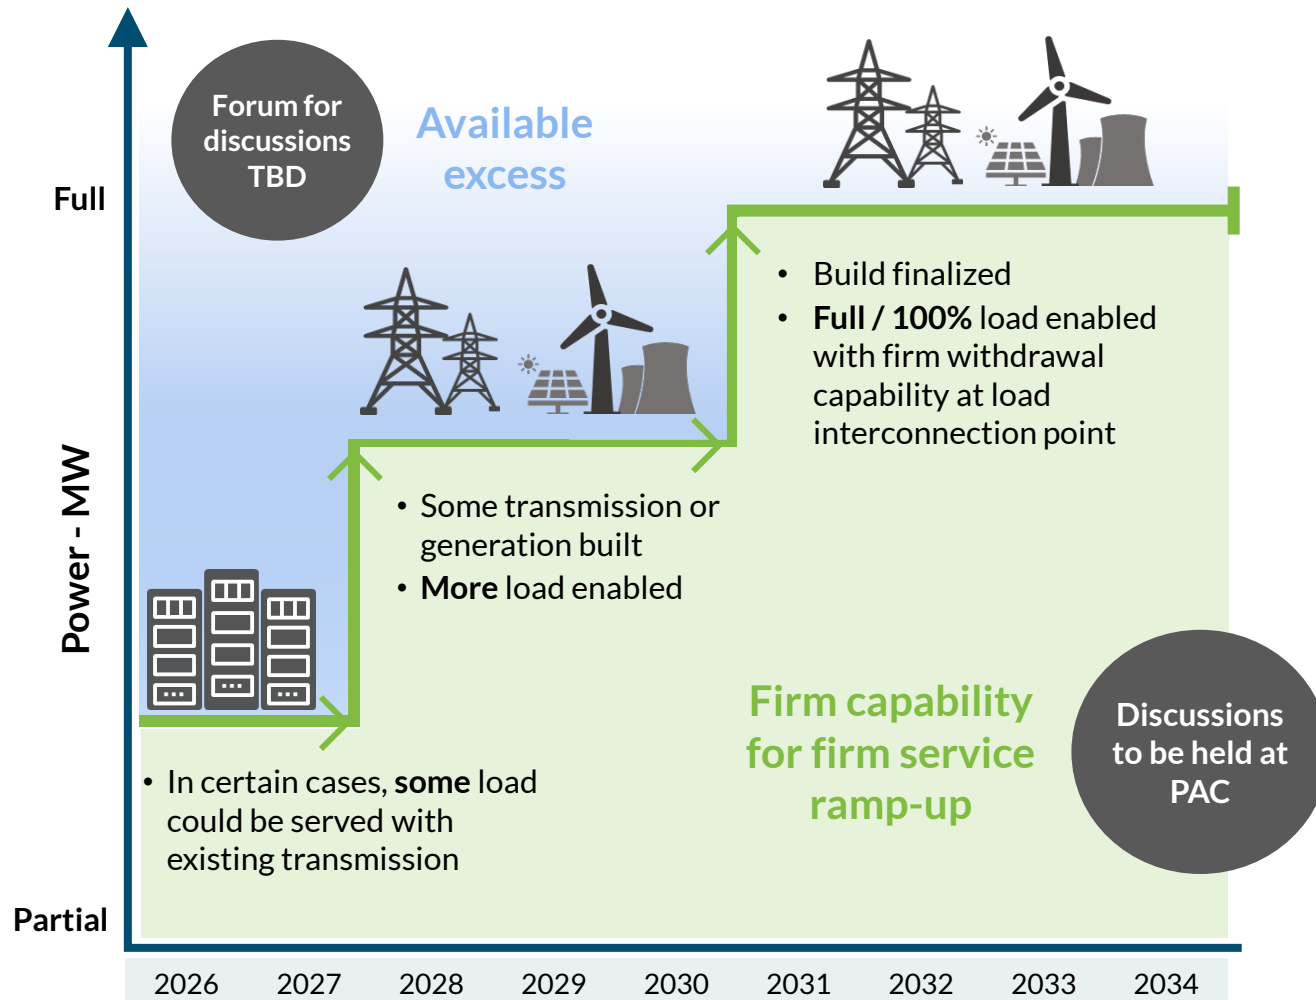 Forum for
discussions
TBD
Available
excess
Full
• Build finalized
• Full / 100% load enabled
with firm withdrawal
capability at load
interconnection point
Power - MW
• Some transmission or
generation built
• More load enabled
Firm capability
for firm service
ramp-up
Discussions
to be held at
PAC
• In certain cases, some load
could be served with
existing transmission
Partial
2026 2027 2028 2029 2030 2031 2032 2033 2034